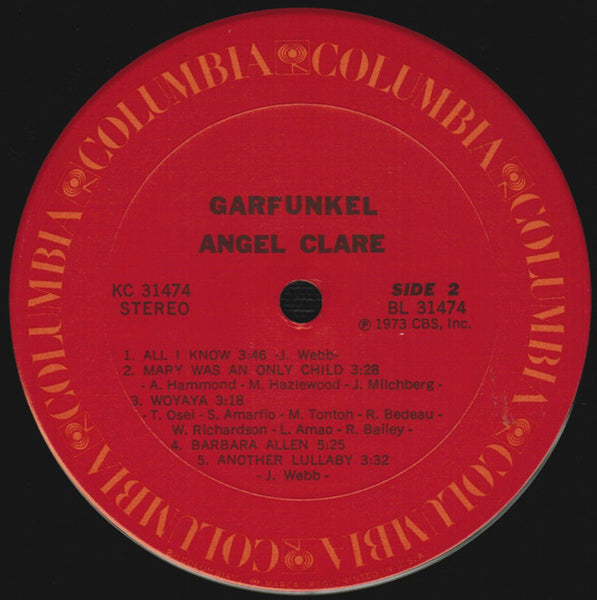 COLUMBIA COLUMBIA COLUMBIA COLUMBIA COLUMBIA COLUMBIA
GARFUNKEL
ANGEL CLARE
KC 31474
STEREO
SIDE 2
BL 31474
℗ 1973 CBS, Inc.
1. ALL I KNOW 3:46 -J. Webb-
2. MARY WAS AN ONLY CHILD 3:28
- A. Hammond - M. Hazlewood - J. Milchberg -
3. WOYAYA 3:18
- T. Osei - S. Amarfio - M. Tonton - R. Bedeau -
W. Richardson - L. Amao - R. Bailey -
4. BARBARA ALLEN 5:25
5. ANOTHER LULLABY 3:32
- J. Webb -